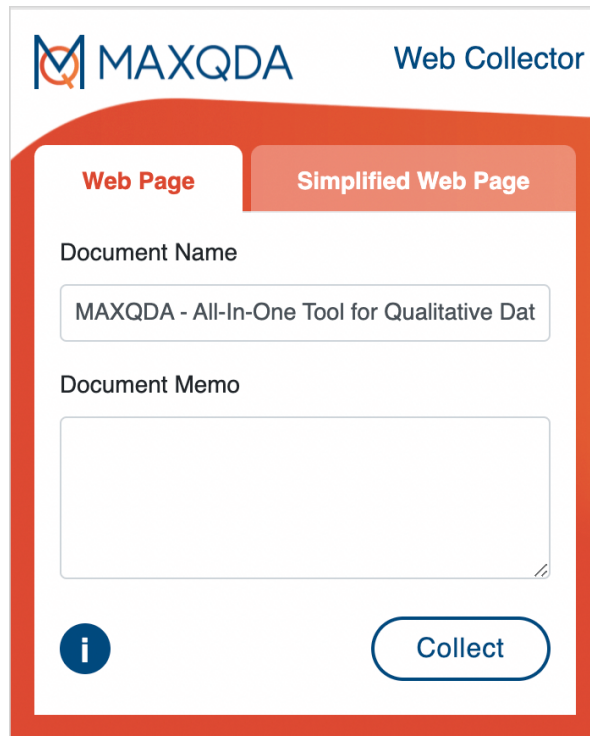 MAXQDA Web Collector
Web Page Simplified Web Page
Document Name
MAXQDA - All-In-One Tool for Qualitative Dat
Document Memo
i Collect